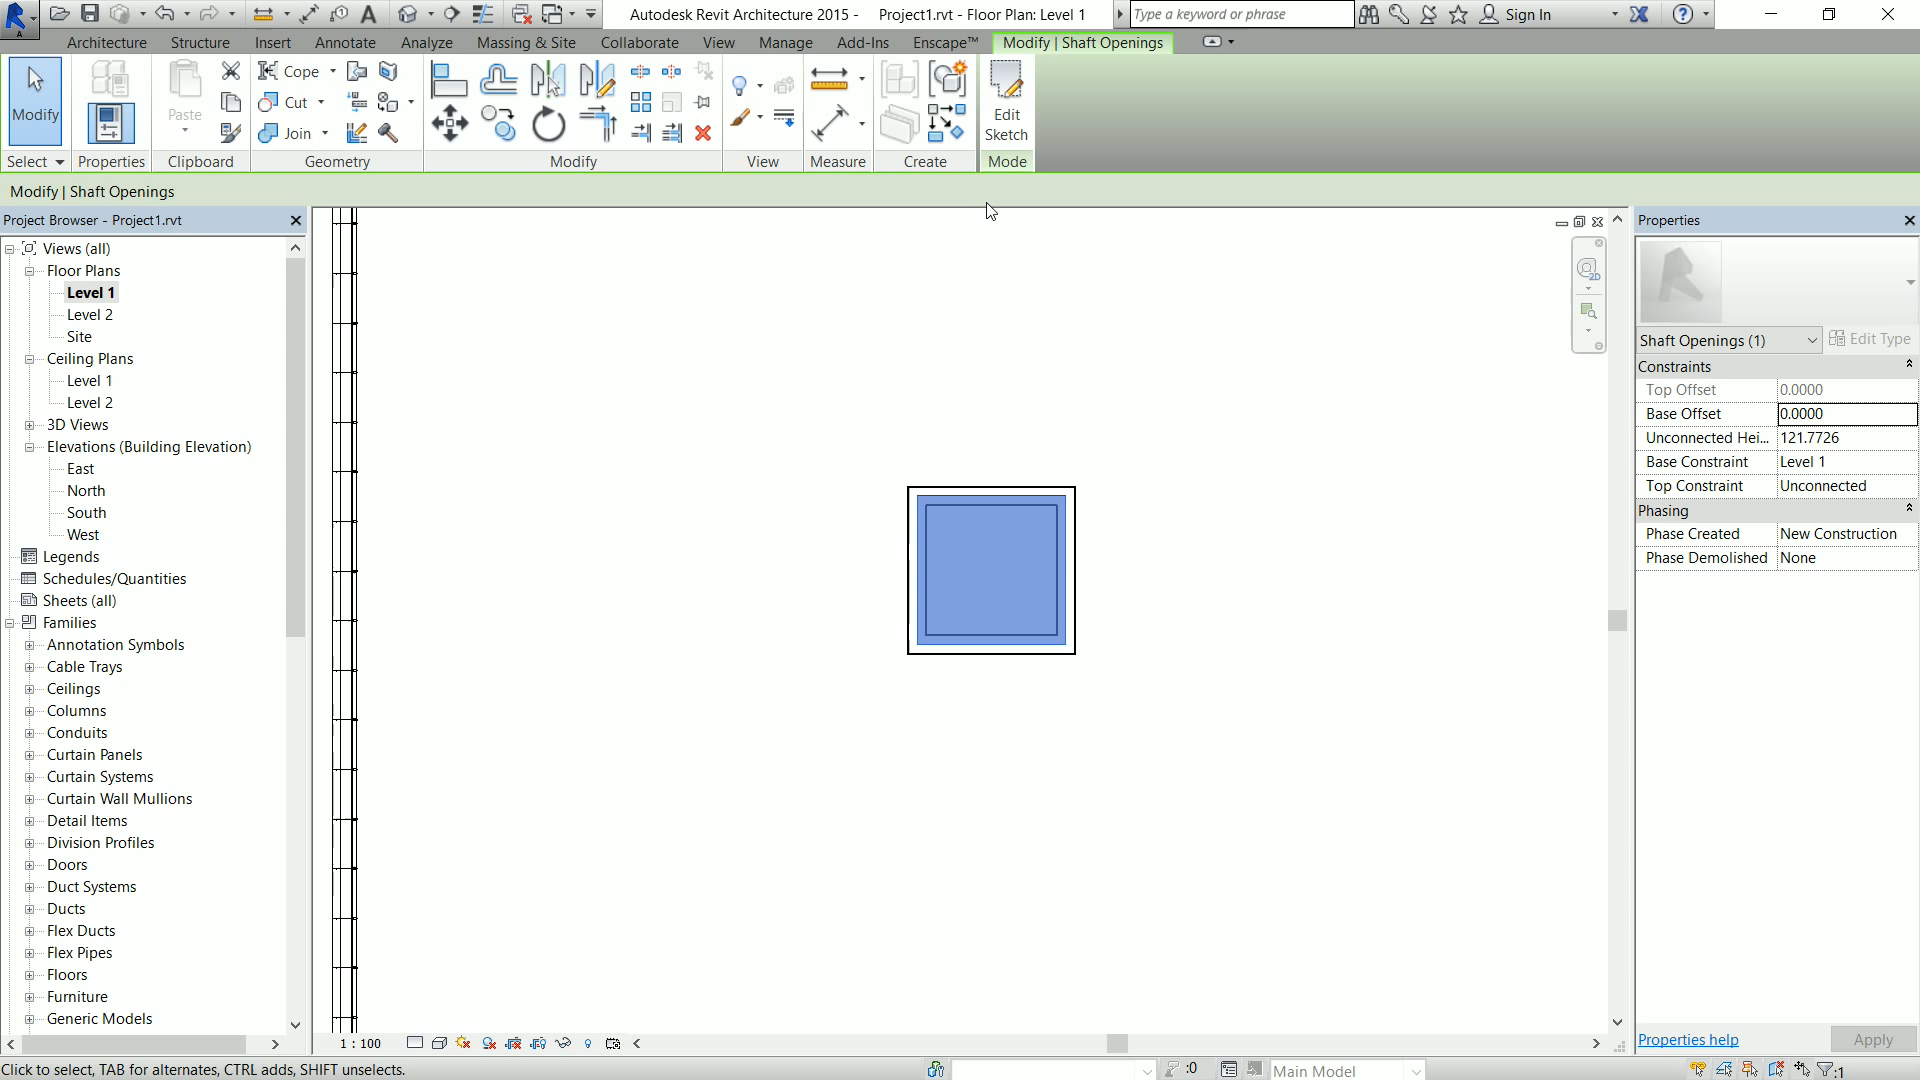 Autodesk Revit Architecture 2015 - Project1.rvt - Floor Plan: Level 1
Type a keyword or phrase
Sign In
Architecture Structure Insert Annotate Analyze Massing & Site Collaborate View Manage Add-Ins Enscape™ Modify | Shaft Openings
Modify
Paste
Cope
Cut
Join
Edit
Sketch
Select Properties Clipboard Geometry Modify View Measure Create Mode
Modify | Shaft Openings
Project Browser - Project1.rvt
Views (all)
Floor Plans
Level 1
Level 2
Site
Ceiling Plans
Level 1
Level 2
3D Views
Elevations (Building Elevation)
East
North
South
West
Legends
Schedules/Quantities
Sheets (all)
Families
Annotation Symbols
Cable Trays
Ceilings
Columns
Conduits
Curtain Panels
Curtain Systems
Curtain Wall Mullions
Detail Items
Division Profiles
Doors
Duct Systems
Ducts
Flex Ducts
Flex Pipes
Floors
Furniture
Generic Models
2D
Properties
Shaft Openings (1)
Edit Type
Constraints
Top Offset 0.0000
Base Offset 0.0000
Unconnected Hei... 121.7726
Base Constraint Level 1
Top Constraint Unconnected
Phasing
Phase Created New Construction
Phase Demolished None
Properties help
Apply
1 : 100
Click to select, TAB for alternates, CTRL adds, SHIFT unselects.
:0
Main Model
:1